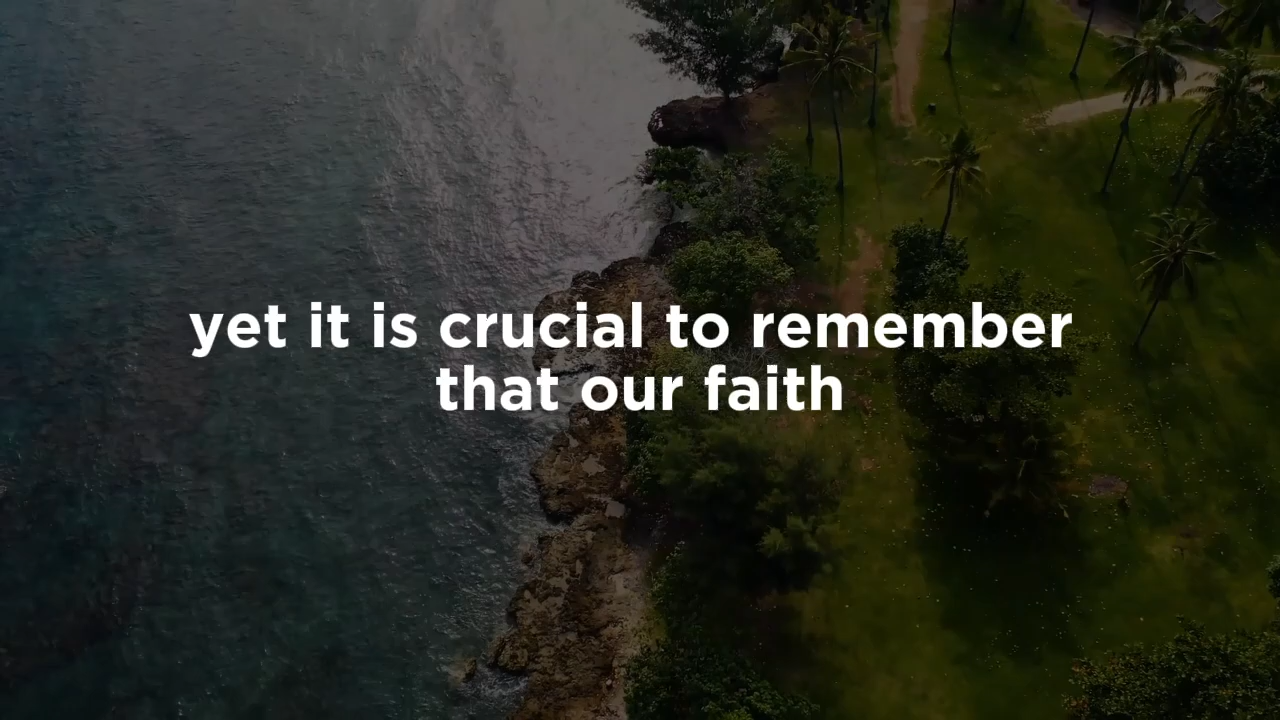 yet it is crucial to remember
that our faith